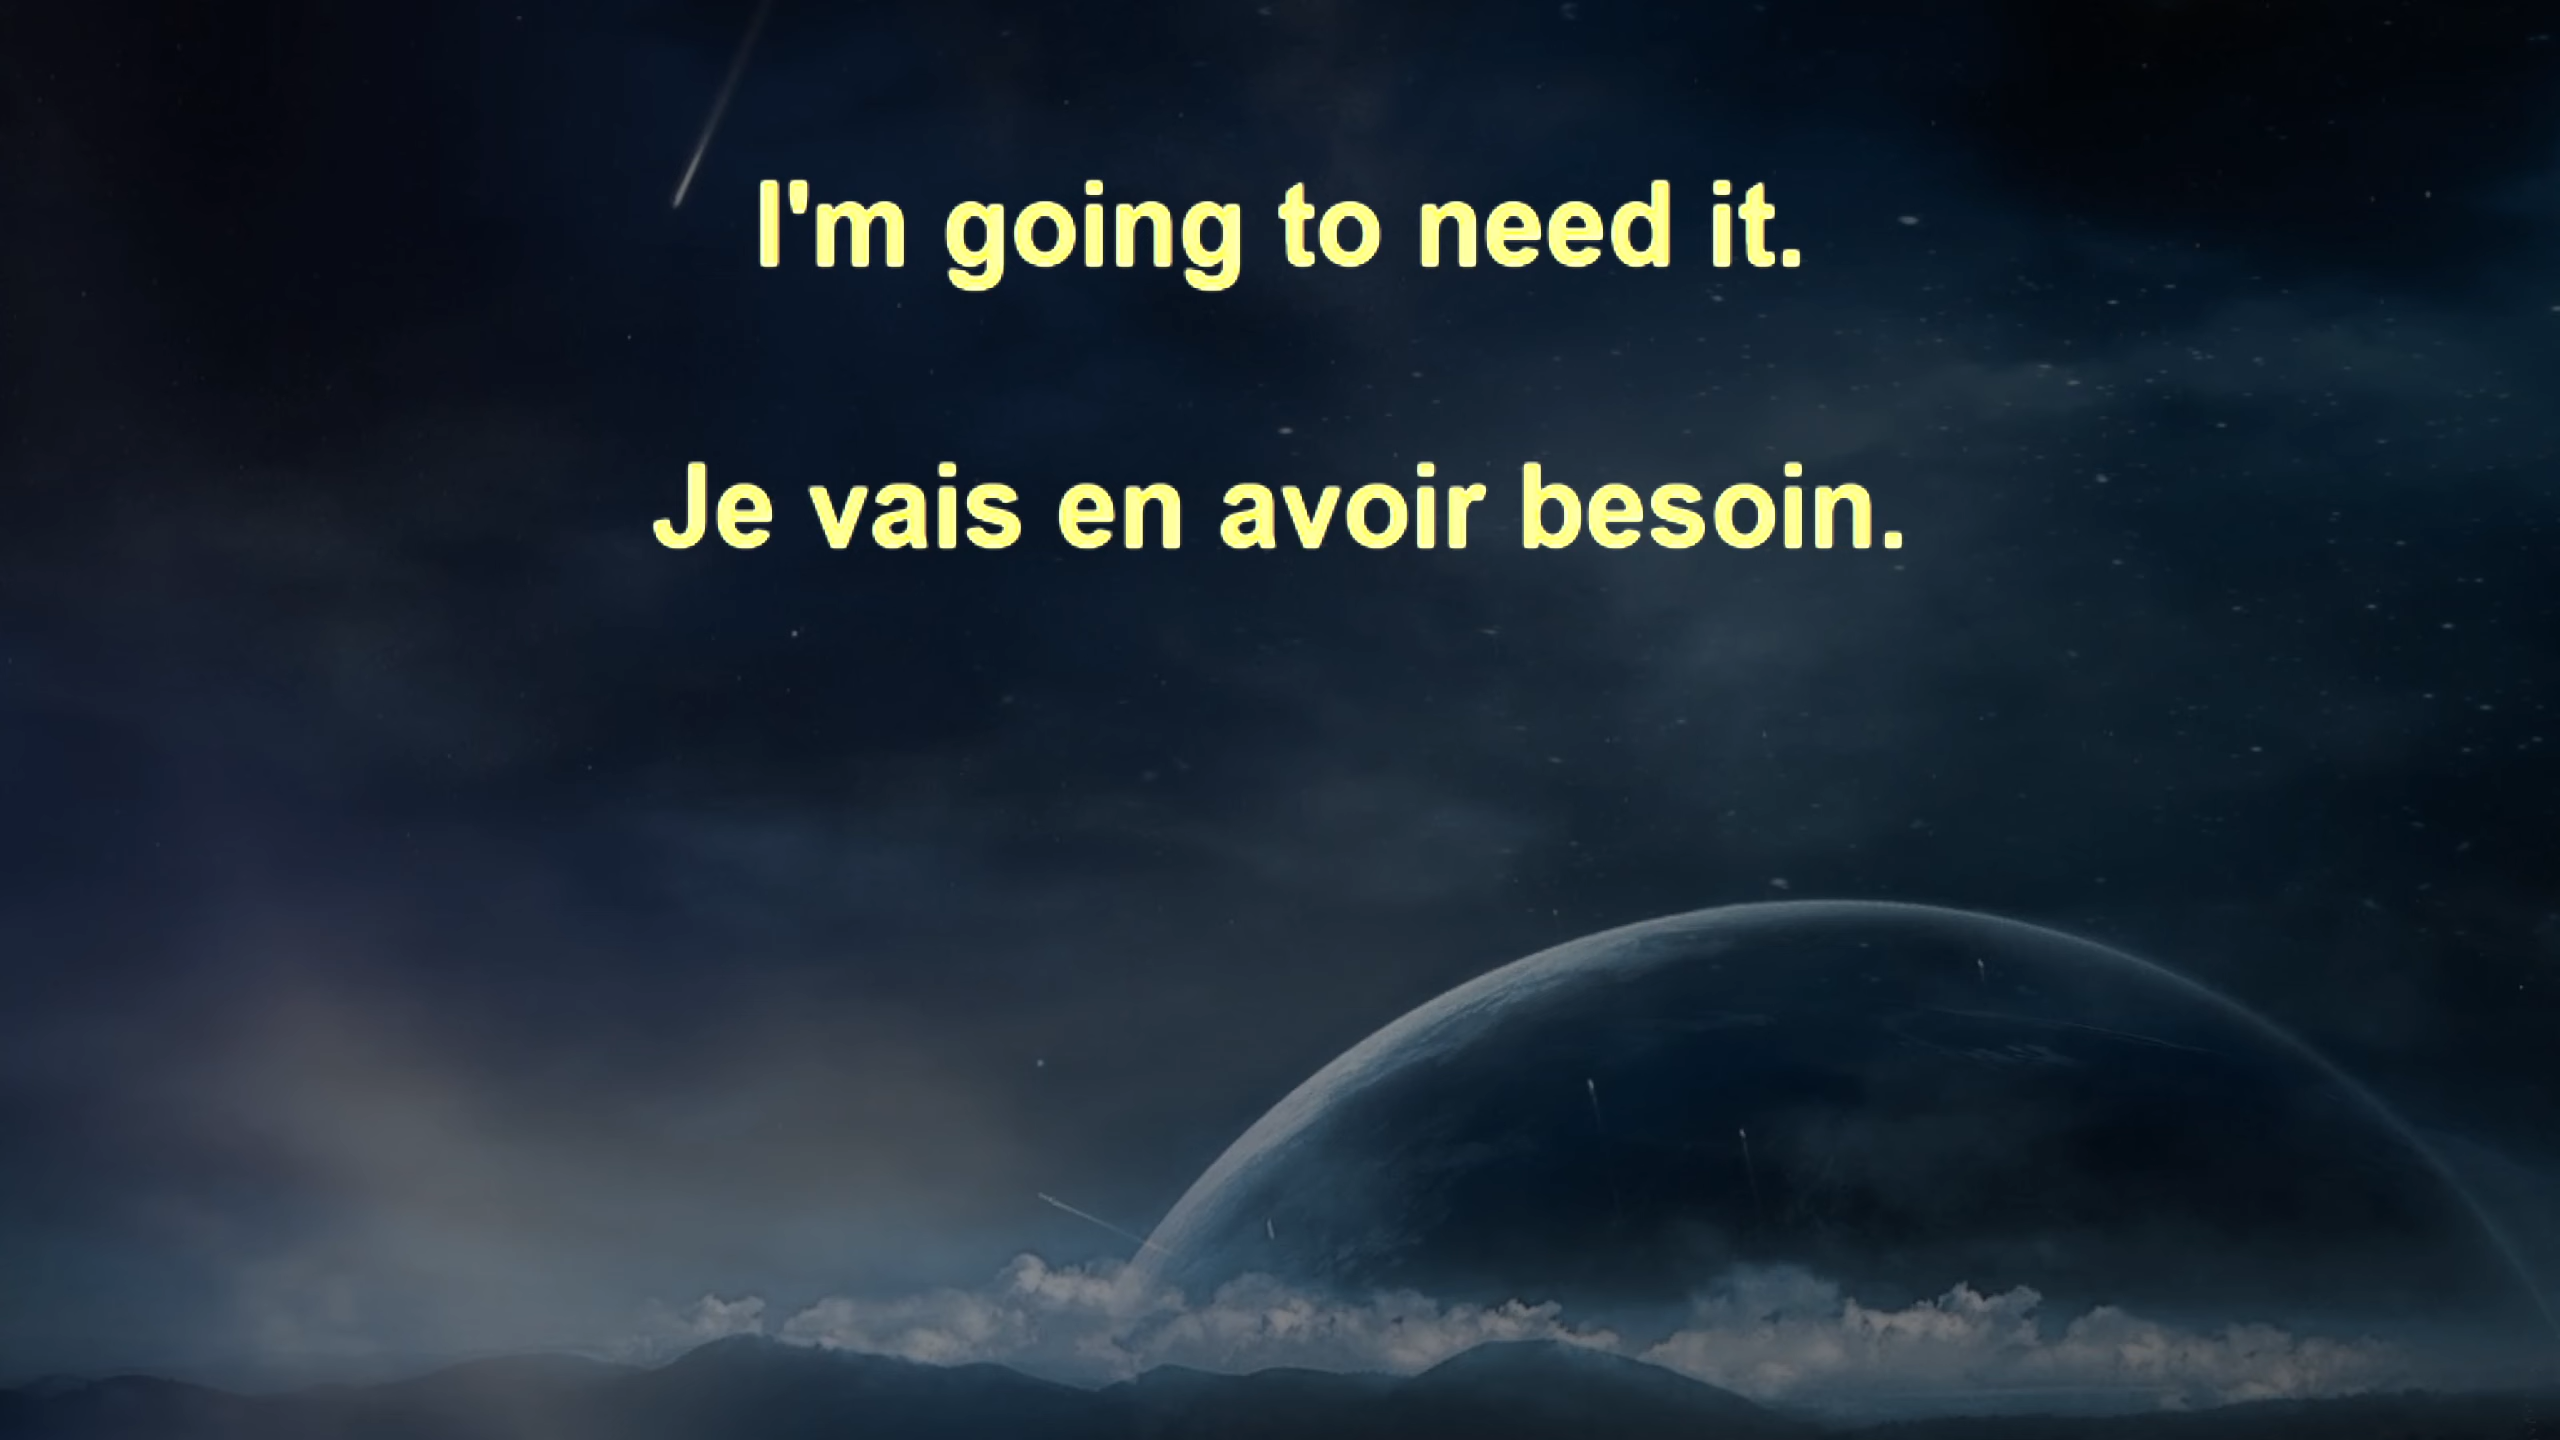 I'm going to need it.
Je vais en avoir besoin.